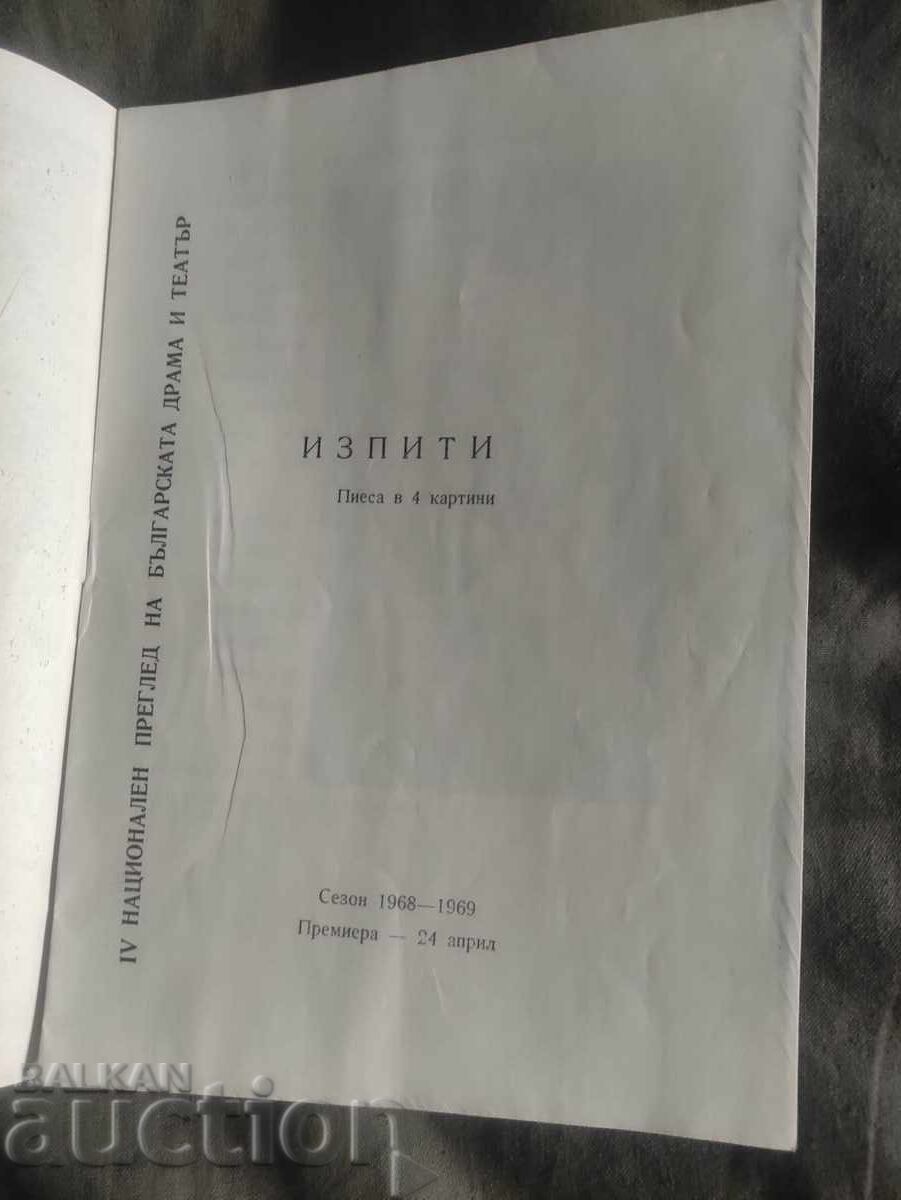 IV НАЦИОНАЛЕН ПРЕГЛЕД НА БЪЛГАРСКАТА ДРАМА И ТЕАТЪР
ИЗПИТИ
Пиеса в 4 картини
Сезон 1968—1969
Премиера — 24 април
BALKAN
auction